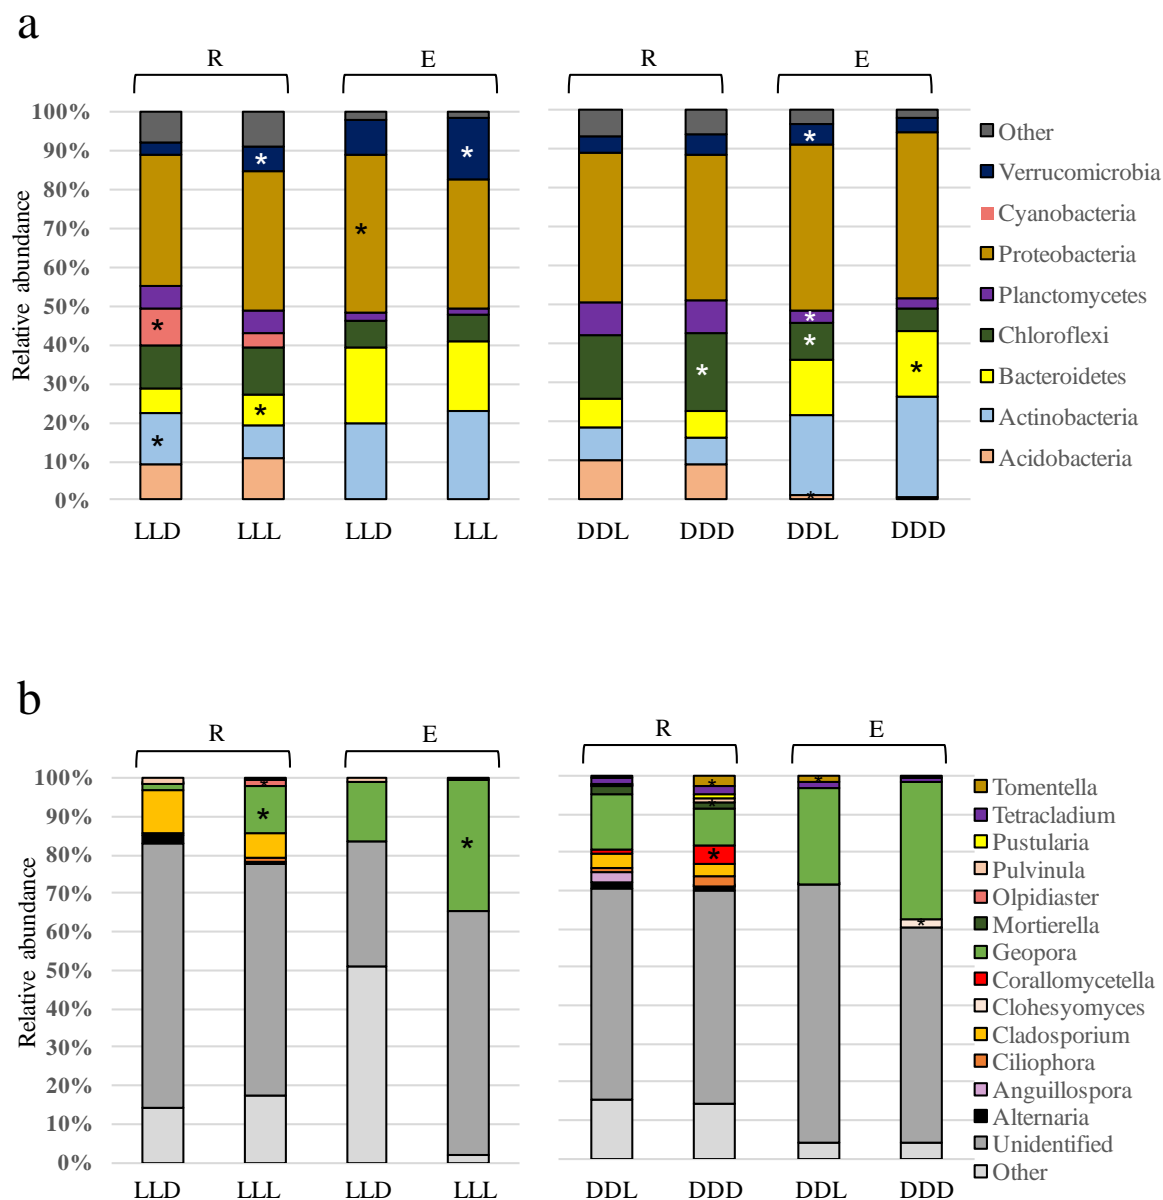 a
R E R E
100%
90%
80%
70%
60%
50%
40%
30%
20%
10%
0%
Relative abundance
* * * * * * * * * * * * *
LLD LLL LLD LLL DDL DDD DDL DDD
Other
Verrucomicrobia
Cyanobacteria
Proteobacteria
Planctomycetes
Chloroflexi
Bacteroidetes
Actinobacteria
Acidobacteria
b
R E R E
100%
90%
80%
70%
60%
50%
40%
30%
20%
10%
0%
Relative abundance
* * * * * * * *
LLD LLL LLD LLL DDL DDD DDL DDD
Tomentella
Tetracladium
Pustularia
Pulvinula
Olpidiaster
Mortierella
Geopora
Corallomycetella
Clohesyomyces
Cladosporium
Ciliophora
Anguillospora
Alternaria
Unidentified
Other